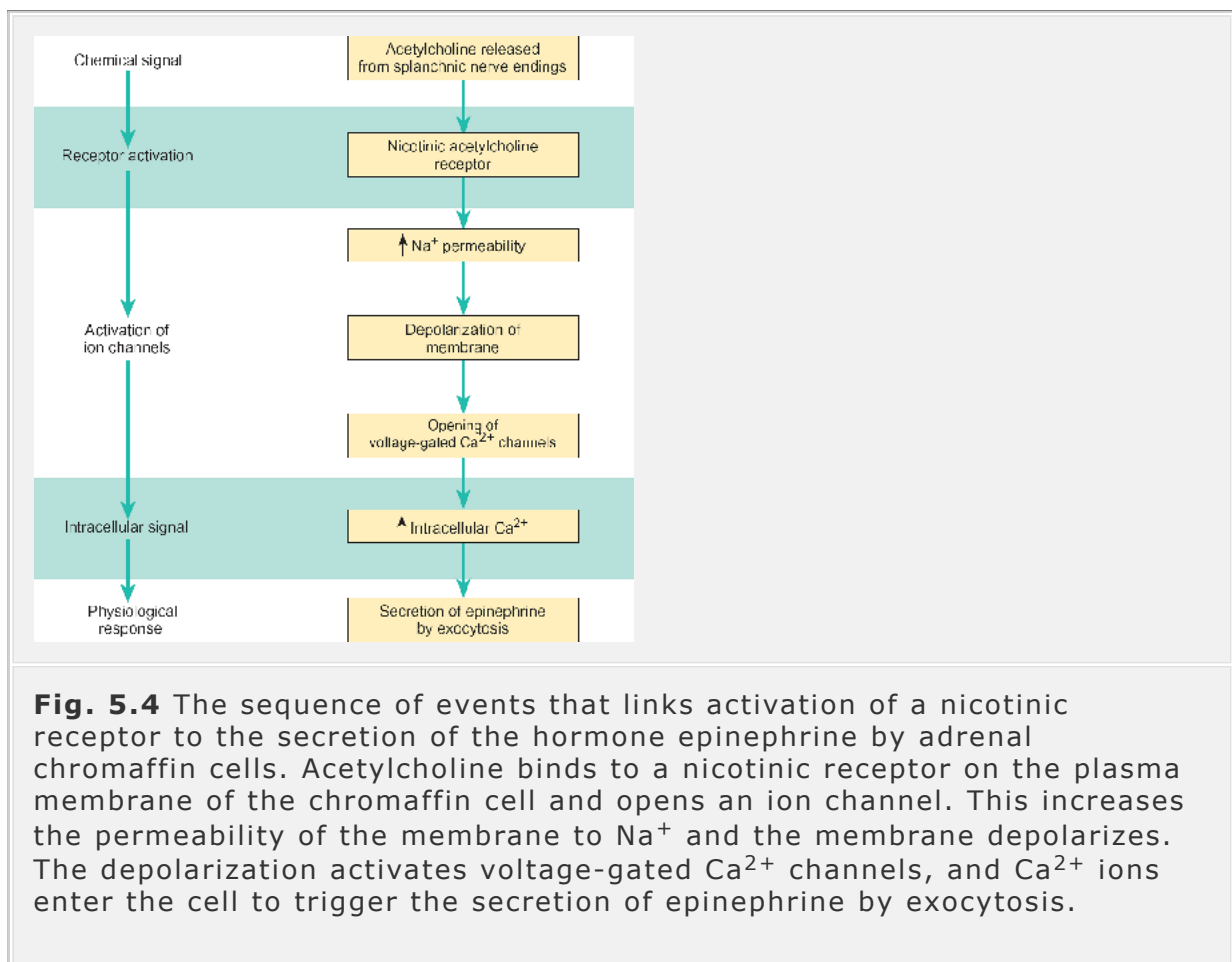 Chemical signal
Acetylcholine released
from splanchnic nerve endings
Receptor activation
Nicotinic acetylcholine
receptor
↑ Na⁺ permeability
Activation of
ion channels
Depolarization of
membrane
Opening of
voltage-gated Ca²⁺ channels
Intracellular signal
▲ Intracellular Ca²⁺
Physiological
response
Secretion of epinephrine
by exocytosis
Fig. 5.4 The sequence of events that links activation of a nicotinic
receptor to the secretion of the hormone epinephrine by adrenal
chromaffin cells. Acetylcholine binds to a nicotinic receptor on the plasma
membrane of the chromaffin cell and opens an ion channel. This increases
the permeability of the membrane to Na⁺ and the membrane depolarizes.
The depolarization activates voltage-gated Ca²⁺ channels, and Ca²⁺ ions
enter the cell to trigger the secretion of epinephrine by exocytosis.